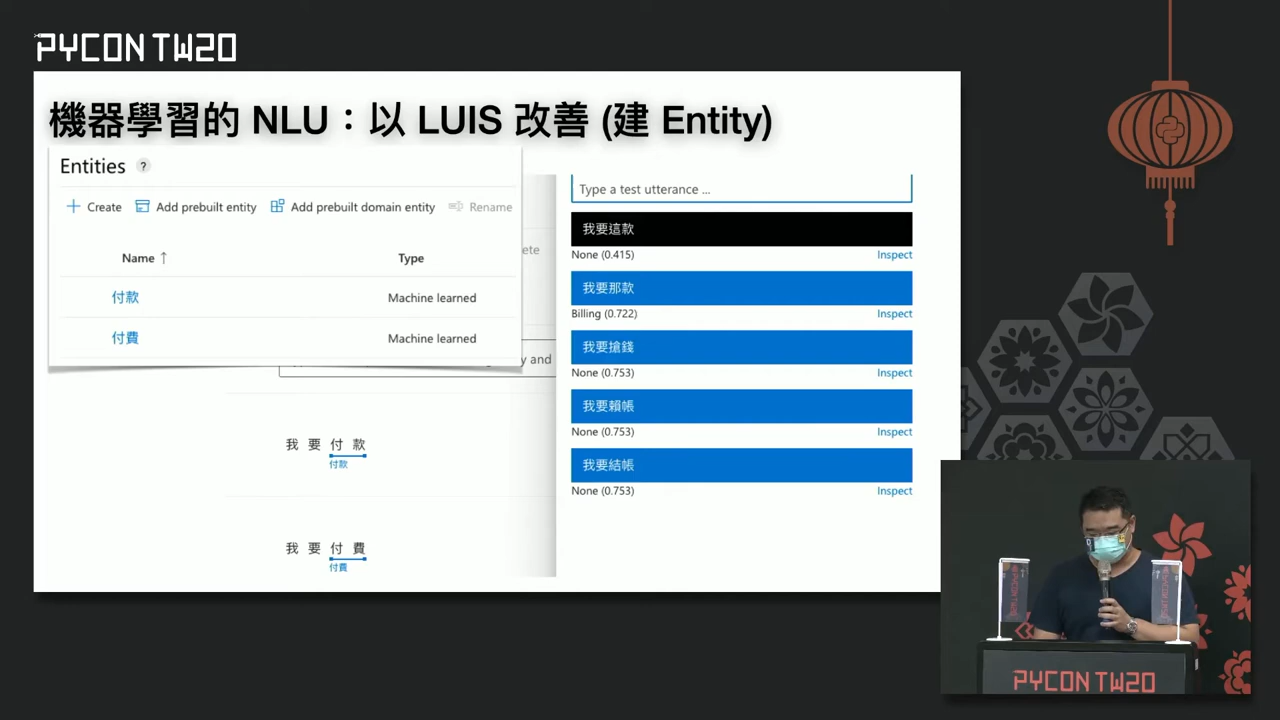 PYCON TW20
機器學習的 NLU：以 LUIS 改善 (建 Entity)
Entities ?
+ Create Add prebuilt entity Add prebuilt domain entity Rename
Name ↑ Type
付款 Machine learned
付費 Machine learned
ete
y and
我 要 付 款
付款
我 要 付 費
付費
Type a test utterance ...
我要這款
None (0.415) Inspect
我要那款
Billing (0.722) Inspect
我要搶錢
None (0.753) Inspect
我要賴帳
None (0.753) Inspect
我要結帳
None (0.753) Inspect
PYCON TW20